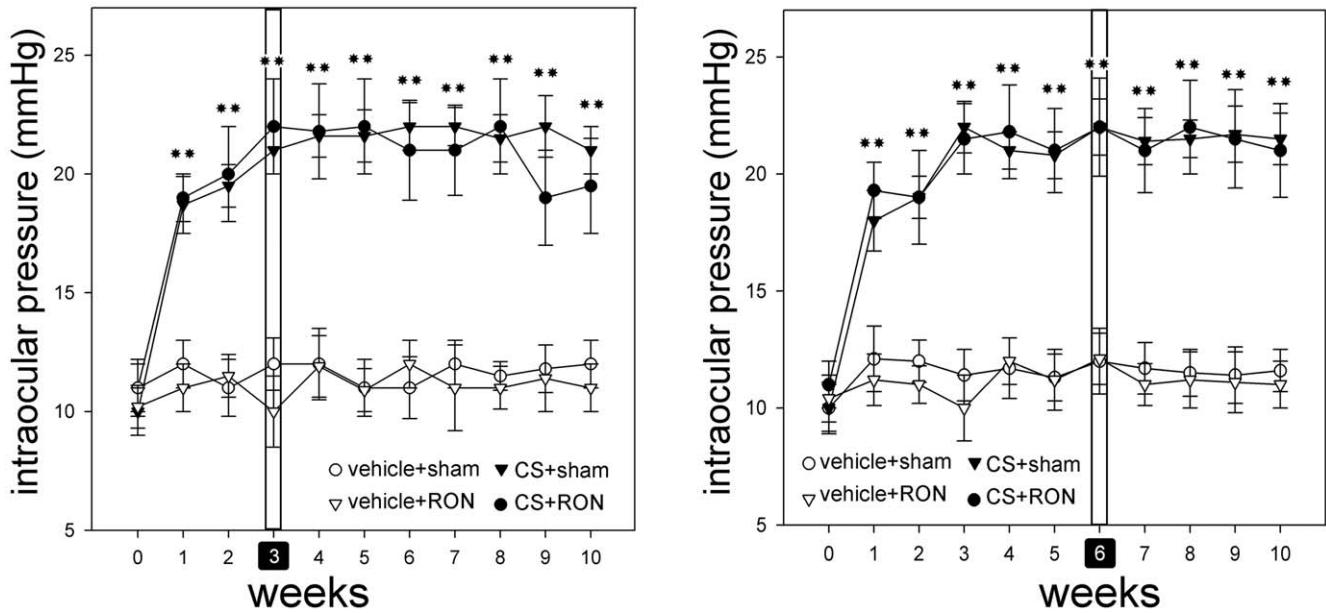 intraocular pressure (mmHg)
25
20
15
10
5
** ** ** ** ** ** ** ** ** **
vehicle+sham CS+sham
vehicle+RON CS+RON
0 1 2 3 4 5 6 7 8 9 10
weeks
intraocular pressure (mmHg)
25
20
15
10
5
** ** ** ** ** ** ** ** ** **
vehicle+sham CS+sham
vehicle+RON CS+RON
0 1 2 3 4 5 6 7 8 9 10
weeks